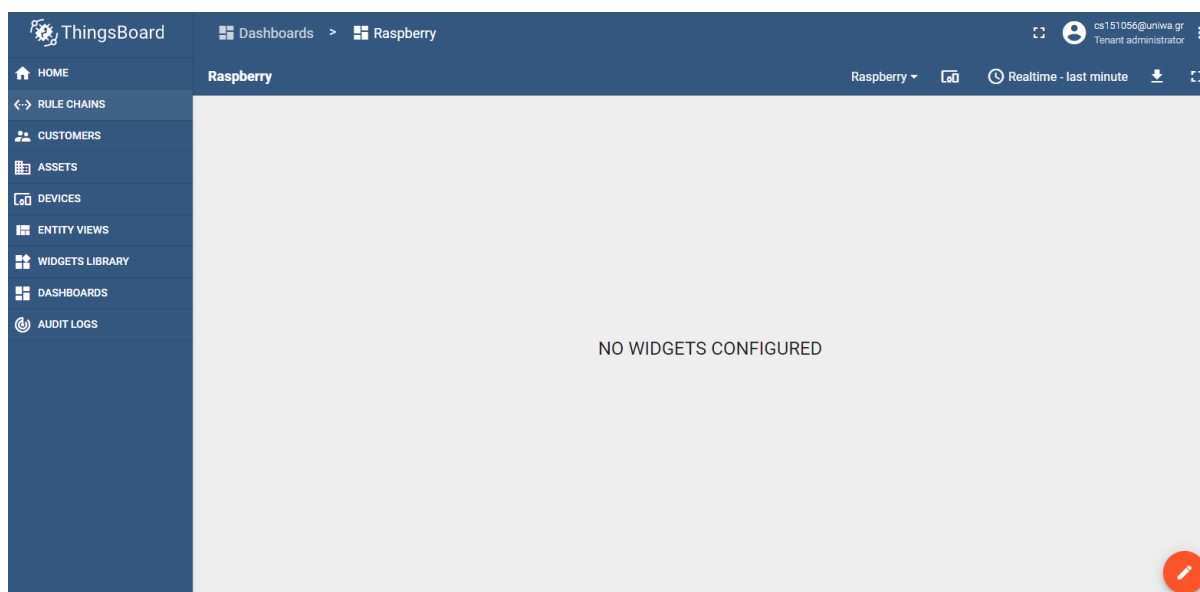 ThingsBoard
Dashboards > Raspberry
cs151056@uniwa.gr
Tenant administrator
HOME
Raspberry
Raspberry
Realtime - last minute
RULE CHAINS
CUSTOMERS
ASSETS
DEVICES
ENTITY VIEWS
WIDGETS LIBRARY
DASHBOARDS
AUDIT LOGS
NO WIDGETS CONFIGURED